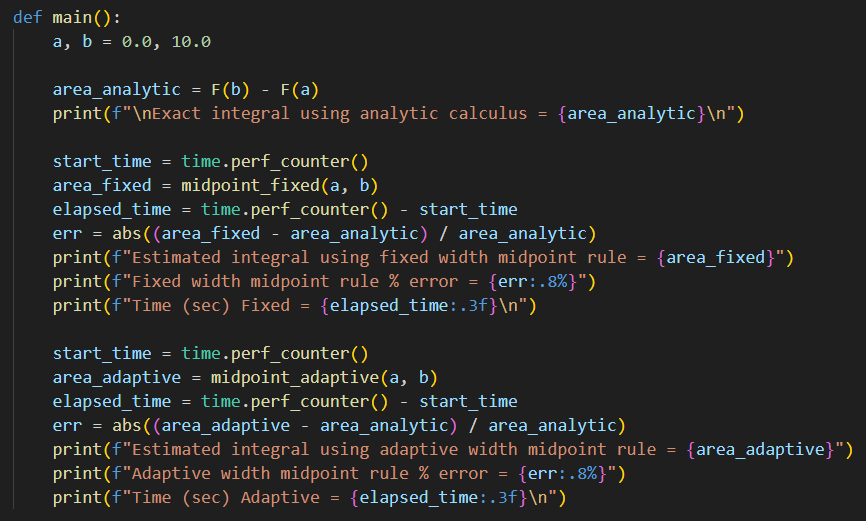 def main():
    a, b = 0.0, 10.0

    area_analytic = F(b) - F(a)
    print(f"\nExact integral using analytic calculus = {area_analytic}\n")

    start_time = time.perf_counter()
    area_fixed = midpoint_fixed(a, b)
    elapsed_time = time.perf_counter() - start_time
    err = abs((area_fixed - area_analytic) / area_analytic)
    print(f"Estimated integral using fixed width midpoint rule = {area_fixed}")
    print(f"Fixed width midpoint rule % error = {err:.8%}")
    print(f"Time (sec) Fixed = {elapsed_time:.3f}\n")

    start_time = time.perf_counter()
    area_adaptive = midpoint_adaptive(a, b)
    elapsed_time = time.perf_counter() - start_time
    err = abs((area_adaptive - area_analytic) / area_analytic)
    print(f"Estimated integral using adaptive width midpoint rule = {area_adaptive}")
    print(f"Adaptive width midpoint rule % error = {err:.8%}")
    print(f"Time (sec) Adaptive = {elapsed_time:.3f}\n")